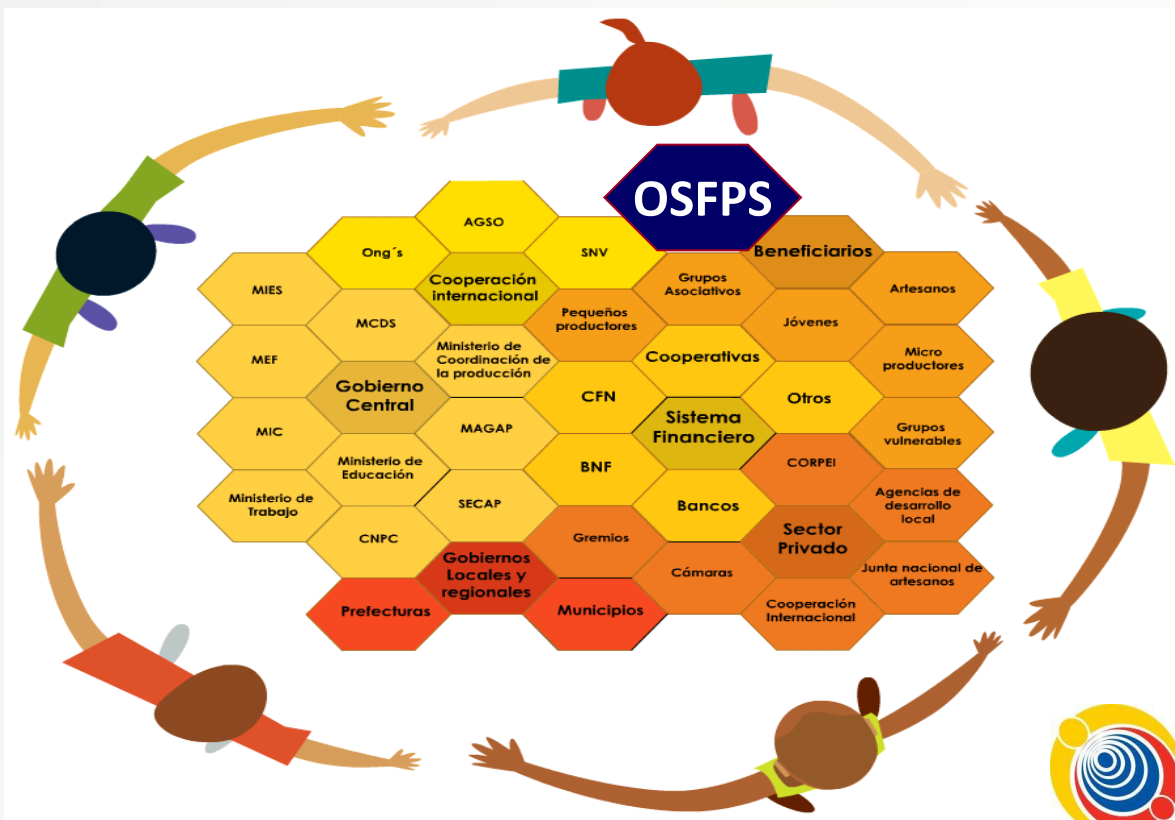 OSFPS
AGSO
Ong´s
SNV
Beneficiarios
Cooperación
internacional
Grupos
Asociativos
MIES
Artesanos
MCDS
Pequeños
productores
Jóvenes
Ministerio de
Coordinación de
la producción
Cooperativas
MEF
Micro
productores
Gobierno
Central
CFN
Otros
Sistema
Financiero
MIC
MAGAP
Grupos
vulnerables
Ministerio de
Educación
BNF
CORPEI
Ministerio de
Trabajo
SECAP
Bancos
Agencias de
desarrollo
local
CNPC
Gremios
Sector
Privado
Gobiernos
Locales y
regionales
Cámaras
Junta nacional de
artesanos
Prefecturas
Municipios
Cooperación
Internacional